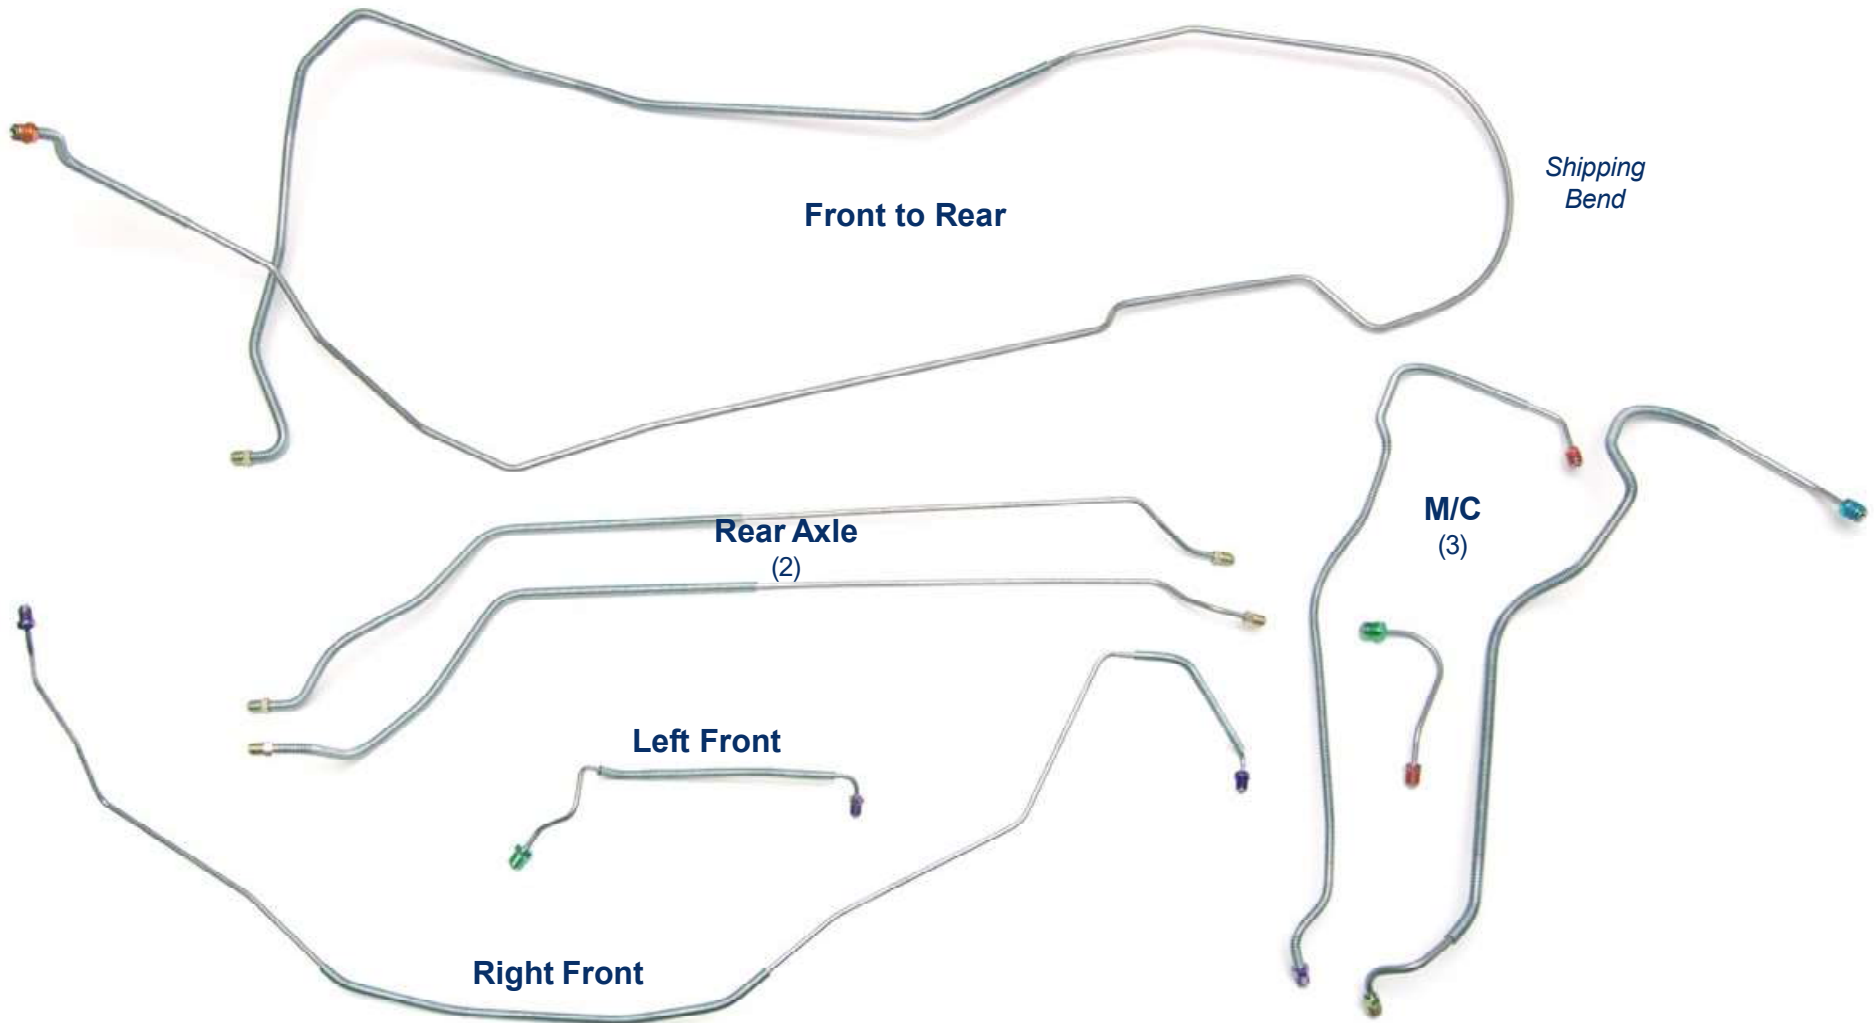 Shipping
Bend
Front to Rear
M/C
(3)
Rear Axle
(2)
Left Front
Right Front